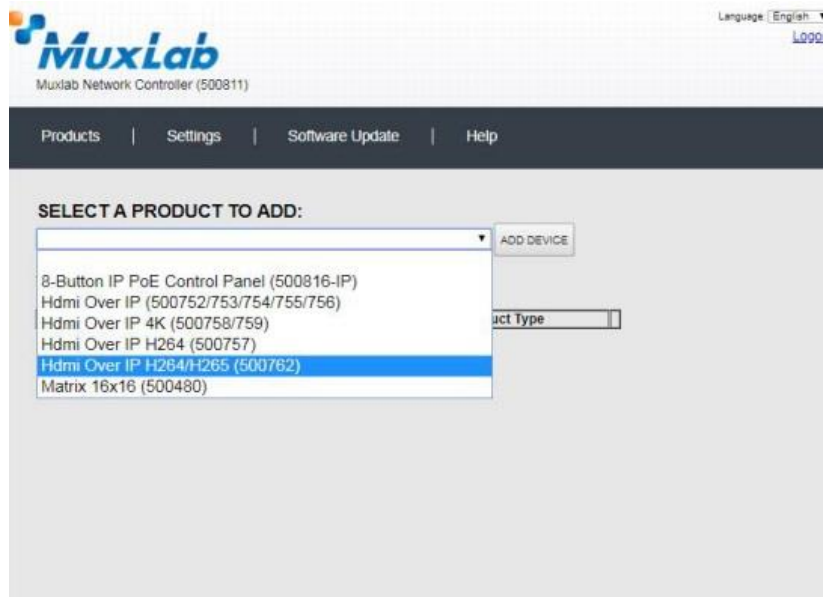 Language English
Logo
MuxLab
Muxlab Network Controller (500811)
Products | Settings | Software Update | Help
SELECT A PRODUCT TO ADD:
ADD DEVICE
8-Button IP PoE Control Panel (500816-IP)
Hdmi Over IP (500752/753/754/755/756)
Hdmi Over IP 4K (500758/759)
uct Type
Hdmi Over IP H264 (500757)
Hdmi Over IP H264/H265 (500762)
Matrix 16x16 (500480)